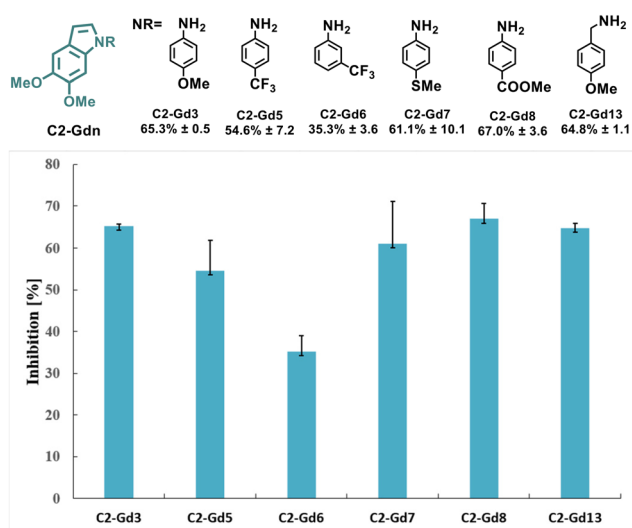 NR=
NH₂
NH₂
NH₂
NH₂
NH₂
NH₂
N-R
MeO
OMe
OMe
CF₃
CF₃
SMe
COOMe
OMe
C2-Gdn
C2-Gd3
65.3% ± 0.5
C2-Gd5
54.6% ± 7.2
C2-Gd6
35.3% ± 3.6
C2-Gd7
61.1% ± 10.1
C2-Gd8
67.0% ± 3.6
C2-Gd13
64.8% ± 1.1
Inhibition [%]
80
70
60
50
40
30
20
10
0
C2-Gd3
C2-Gd5
C2-Gd6
C2-Gd7
C2-Gd8
C2-Gd13